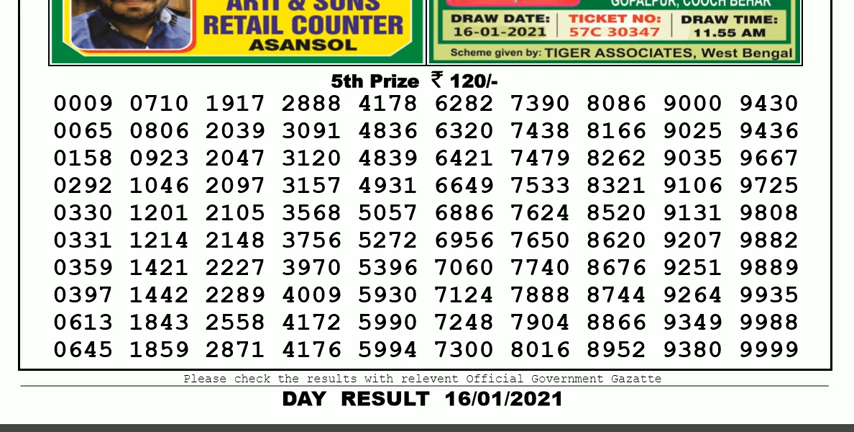 ARTI & SONS
RETAIL COUNTER
ASANSOL
GOPALPUR, COOCH BEHAR
DRAW DATE: TICKET NO: DRAW TIME:
16-01-2021 57C 30347 11.55 AM
Scheme given by: TIGER ASSOCIATES, West Bengal
5th Prize ₹ 120/-
0009 0710 1917 2888 4178 6282 7390 8086 9000 9430
0065 0806 2039 3091 4836 6320 7438 8166 9025 9436
0158 0923 2047 3120 4839 6421 7479 8262 9035 9667
0292 1046 2097 3157 4931 6649 7533 8321 9106 9725
0330 1201 2105 3568 5057 6886 7624 8520 9131 9808
0331 1214 2148 3756 5272 6956 7650 8620 9207 9882
0359 1421 2227 3970 5396 7060 7740 8676 9251 9889
0397 1442 2289 4009 5930 7124 7888 8744 9264 9935
0613 1843 2558 4172 5990 7248 7904 8866 9349 9988
0645 1859 2871 4176 5994 7300 8016 8952 9380 9999
Please check the results with relevent Official Government Gazatte
DAY RESULT 16/01/2021